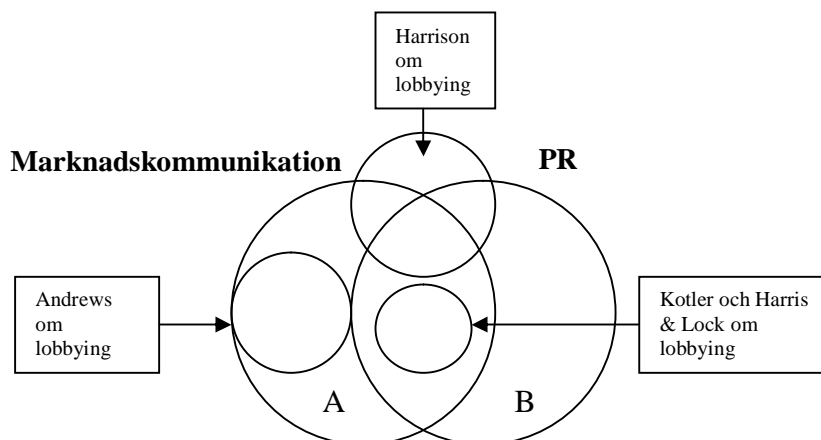 Harrison
om
lobbying
Marknadskommunikation
PR
Andrews
om
lobbying
Kotler och Harris
& Lock om
lobbying
A
B